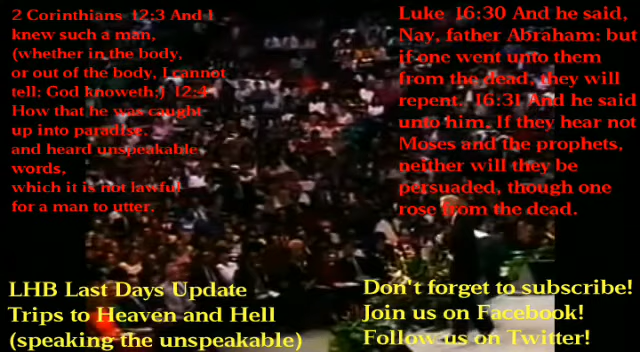 2 Corinthians 12:3 And I
knew such a man,
(whether in the body,
or out of the body, I cannot
tell: God knoweth;) 12:4
How that he was caught
up into paradise,
and heard unspeakable
words,
which it is not lawful
for a man to utter.
Luke 16:30 And he said,
Nay, father Abraham: but
if one went unto them
from the dead, they will
repent. 16:31 And he said
unto him, If they hear not
Moses and the prophets,
neither will they be
persuaded, though one
rose from the dead.
LHB Last Days Update
Trips to Heaven and Hell
(speaking the unspeakable)
Don't forget to subscribe!
Join us on Facebook!
Follow us on Twitter!